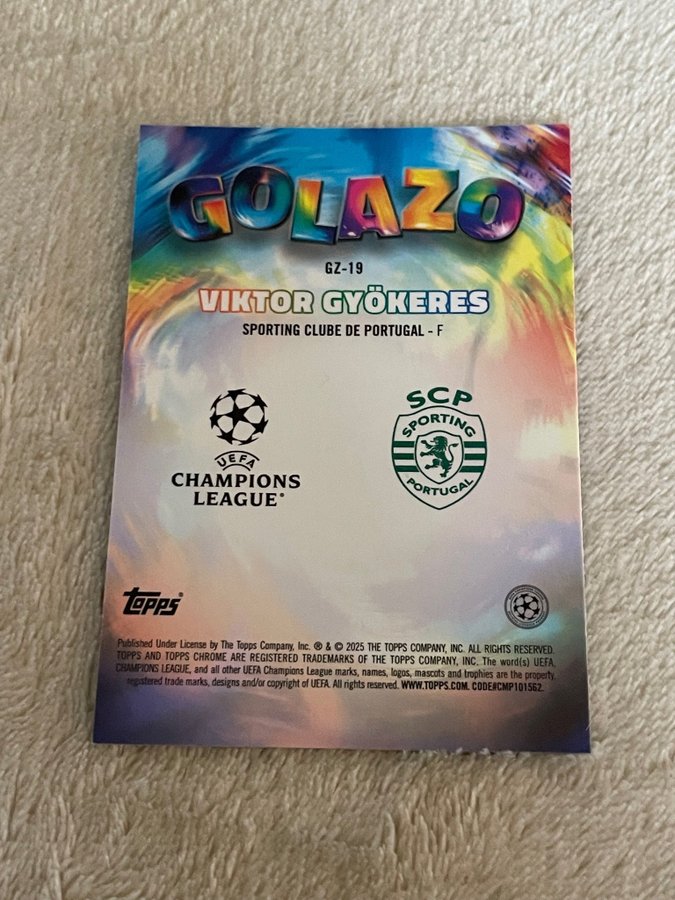 GOLAZO
GZ-19
VIKTOR GYÖKERES
SPORTING CLUBE DE PORTUGAL - F
UEFA
CHAMPIONS
LEAGUE®
SCP
SPORTING
PORTUGAL
Topps®
Published Under License by The Topps Company, Inc. ® & © 2025 THE TOPPS COMPANY, INC. ALL RIGHTS RESERVED.
TOPPS AND TOPPS CHROME ARE REGISTERED TRADEMARKS OF THE TOPPS COMPANY, INC. The word(s) UEFA,
CHAMPIONS LEAGUE, and all other UEFA Champions League marks, names, logos, mascots and trophies are the property,
registered trade marks, designs and/or copyright of UEFA. All rights reserved. WWW.TOPPS.COM. CODE#CMP101562.